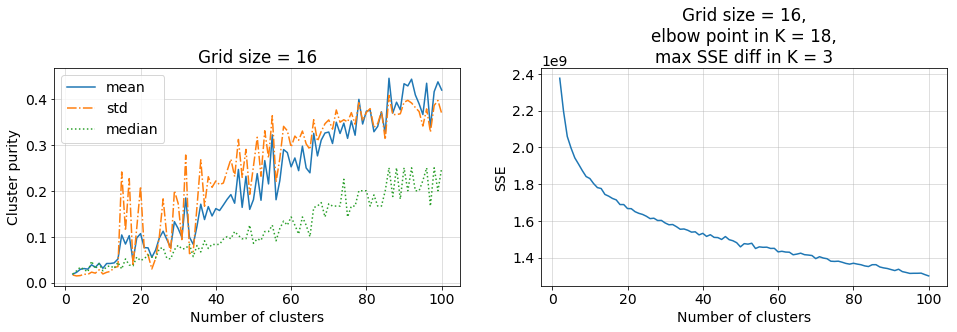 Grid size = 16
mean
std
median
Cluster purity
0.4
0.3
0.2
0.1
0.0
0 20 40 60 80 100
Number of clusters
Grid size = 16,
elbow point in K = 18,
max SSE diff in K = 3
1e9
SSE
2.4
2.2
2.0
1.8
1.6
1.4
0 20 40 60 80 100
Number of clusters